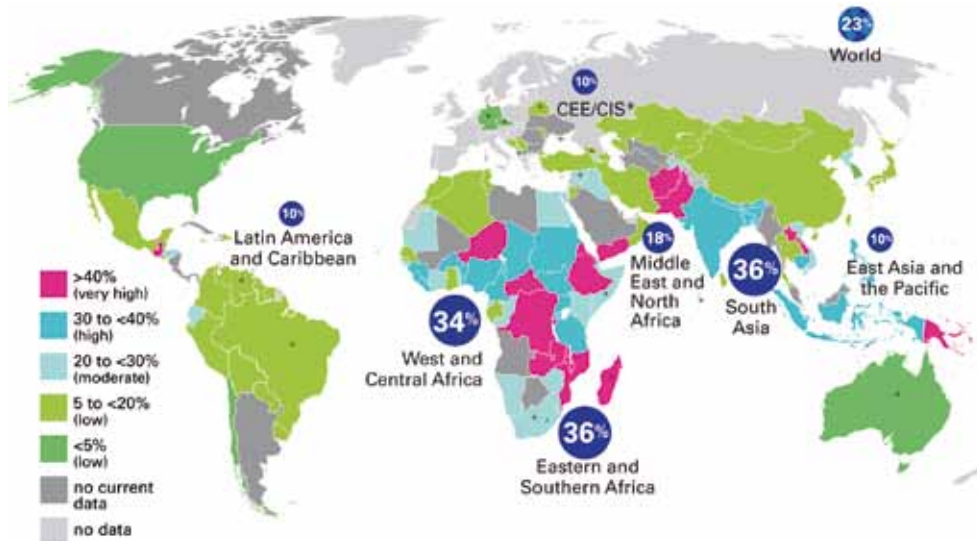 23%
World
10%
CEE/CIS*
10%
Latin America
and Caribbean
18%
Middle
East and
North
Africa
36%
South
Asia
10%
East Asia and
the Pacific
34%
West and
Central Africa
36%
Eastern and
Southern Africa
>40%
(very high)
30 to <40%
(high)
20 to <30%
(moderate)
5 to <20%
(low)
<5%
(low)
no current
data
no data